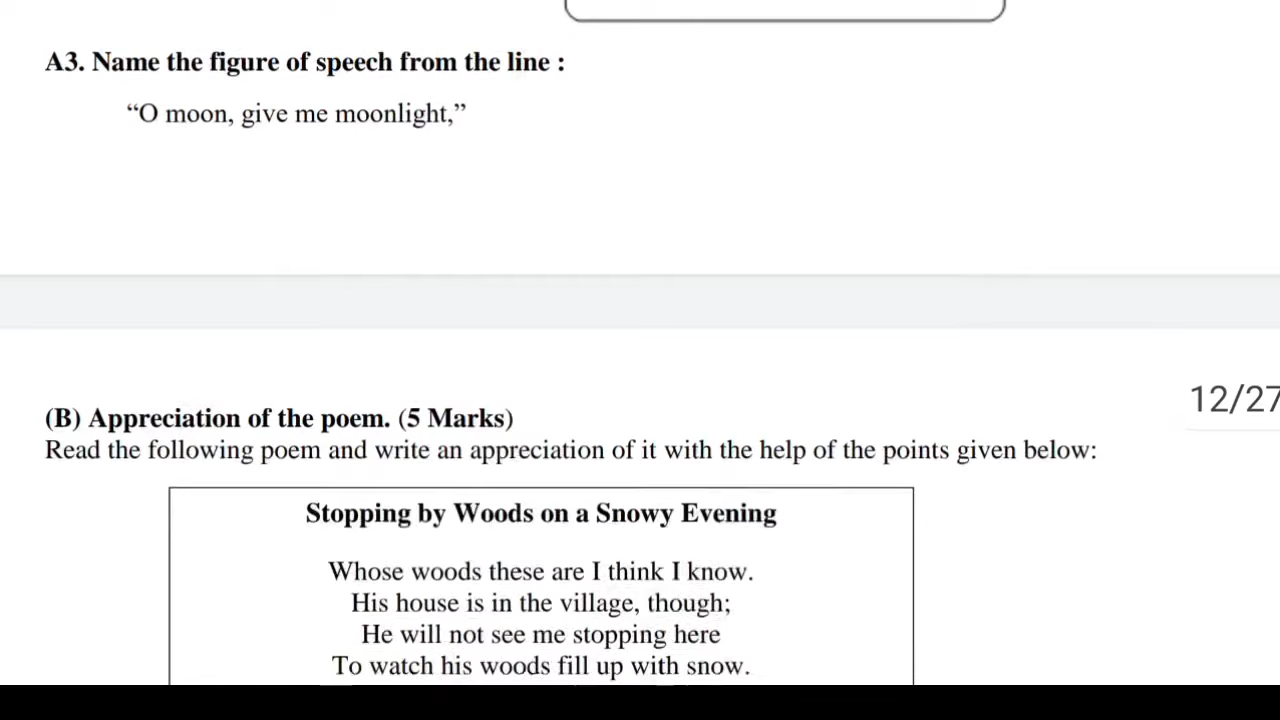 A3. Name the figure of speech from the line :
“O moon, give me moonlight,”
12/27
(B) Appreciation of the poem. (5 Marks)
Read the following poem and write an appreciation of it with the help of the points given below:
Stopping by Woods on a Snowy Evening
Whose woods these are I think I know.
His house is in the village, though;
He will not see me stopping here
To watch his woods fill up with snow.